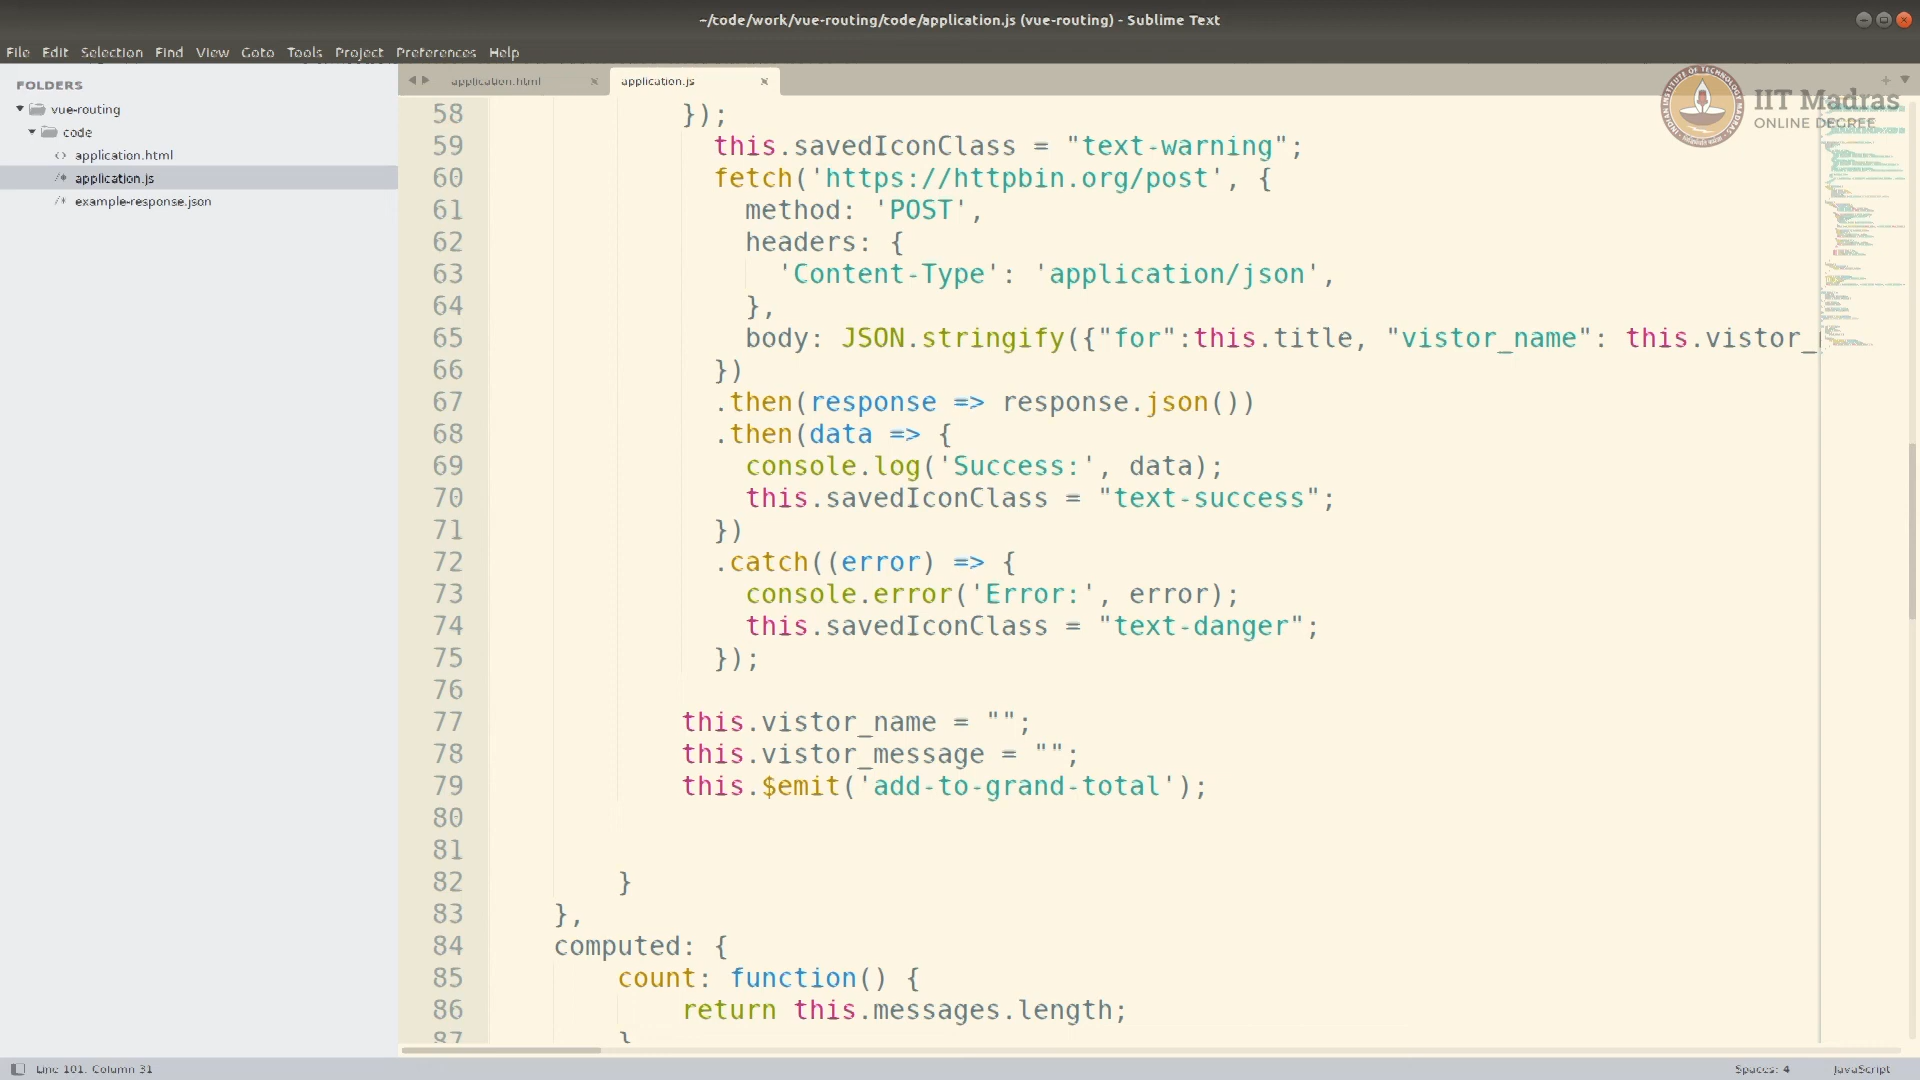 ~/code/work/vue-routing/code/application.js (vue-routing) - Sublime Text
File Edit Selection Find View Goto Tools Project Preferences Help
FOLDERS
vue-routing
code
application.html
application.js
example-response.json
application.html
application.js
IIT Madras
ONLINE DEGREE
58 });
59 this.savedIconClass = "text-warning";
60 fetch('https://httpbin.org/post', {
61 method: 'POST',
62 headers: {
63 'Content-Type': 'application/json',
64 },
65 body: JSON.stringify({"for":this.title, "vistor_name": this.vistor_
66 })
67 .then(response => response.json())
68 .then(data => {
69 console.log('Success:', data);
70 this.savedIconClass = "text-success";
71 })
72 .catch((error) => {
73 console.error('Error:', error);
74 this.savedIconClass = "text-danger";
75 });
76
77 this.vistor_name = "";
78 this.vistor_message = "";
79 this.$emit('add-to-grand-total');
80
81
82 }
83 },
84 computed: {
85 count: function() {
86 return this.messages.length;
87 }
Line 101, Column 31
Spaces: 4
JavaScript